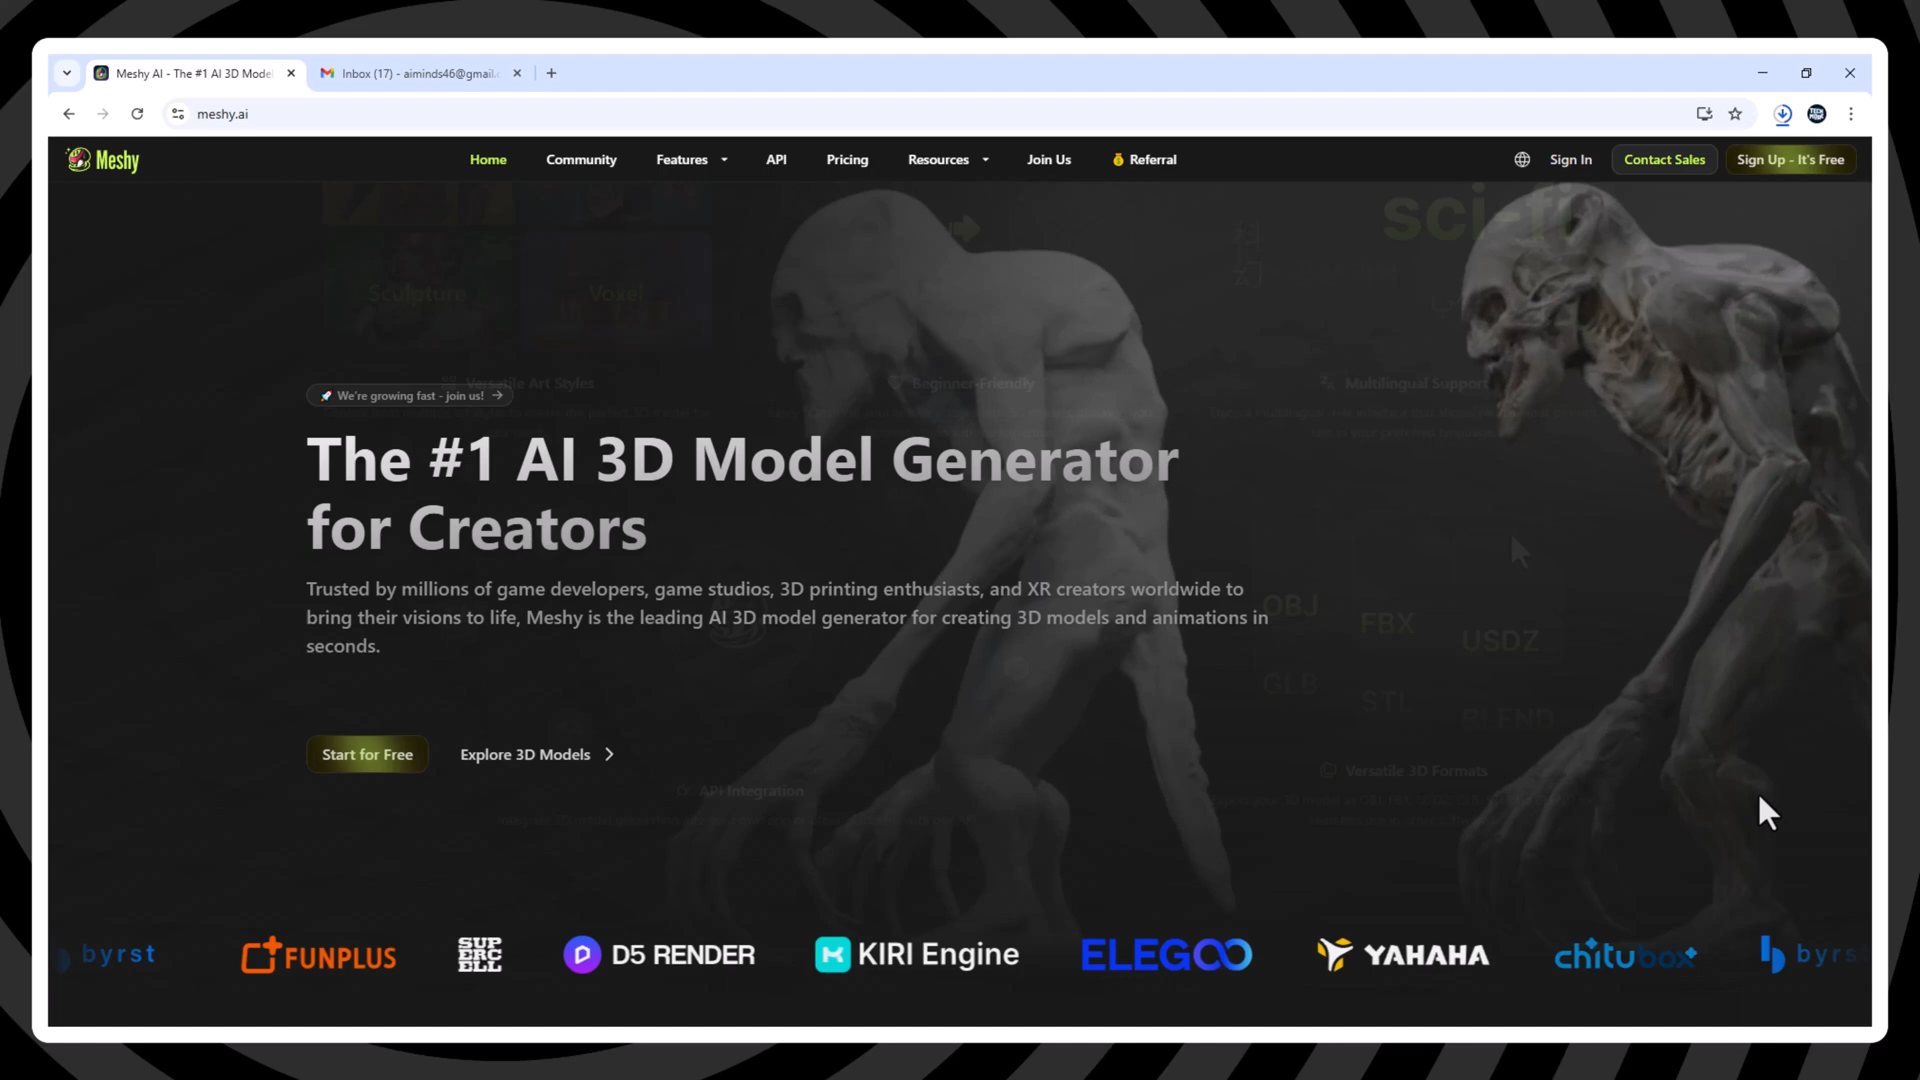 Meshy AI - The #1 AI 3D Mode
Inbox (17) - aiminds46@gmail.
meshy.ai
Meshy
Home
Community
Features
API
Pricing
Resources
Join Us
Referral
Sign In
Contact Sales
Sign Up - It's Free
sci-fi
Sculpture
Voxel
Versatile Art Styles
Beginner-Friendly
Multilingual Support
We're growing fast - join us!
The #1 AI 3D Model Generator
for Creators
Trusted by millions of game developers, game studios, 3D printing enthusiasts, and XR creators worldwide to
bring their visions to life, Meshy is the leading AI 3D model generator for creating 3D models and animations in
seconds.
OBJ
FBX
USDZ
GLB
STL
BLEND
Start for Free
Explore 3D Models
API Integration
Versatile 3D Formats
byrst
FUNPLUS
SUPERCELL
D5 RENDER
KIRI Engine
ELEGOO
YAHAHA
chitubox
byrs